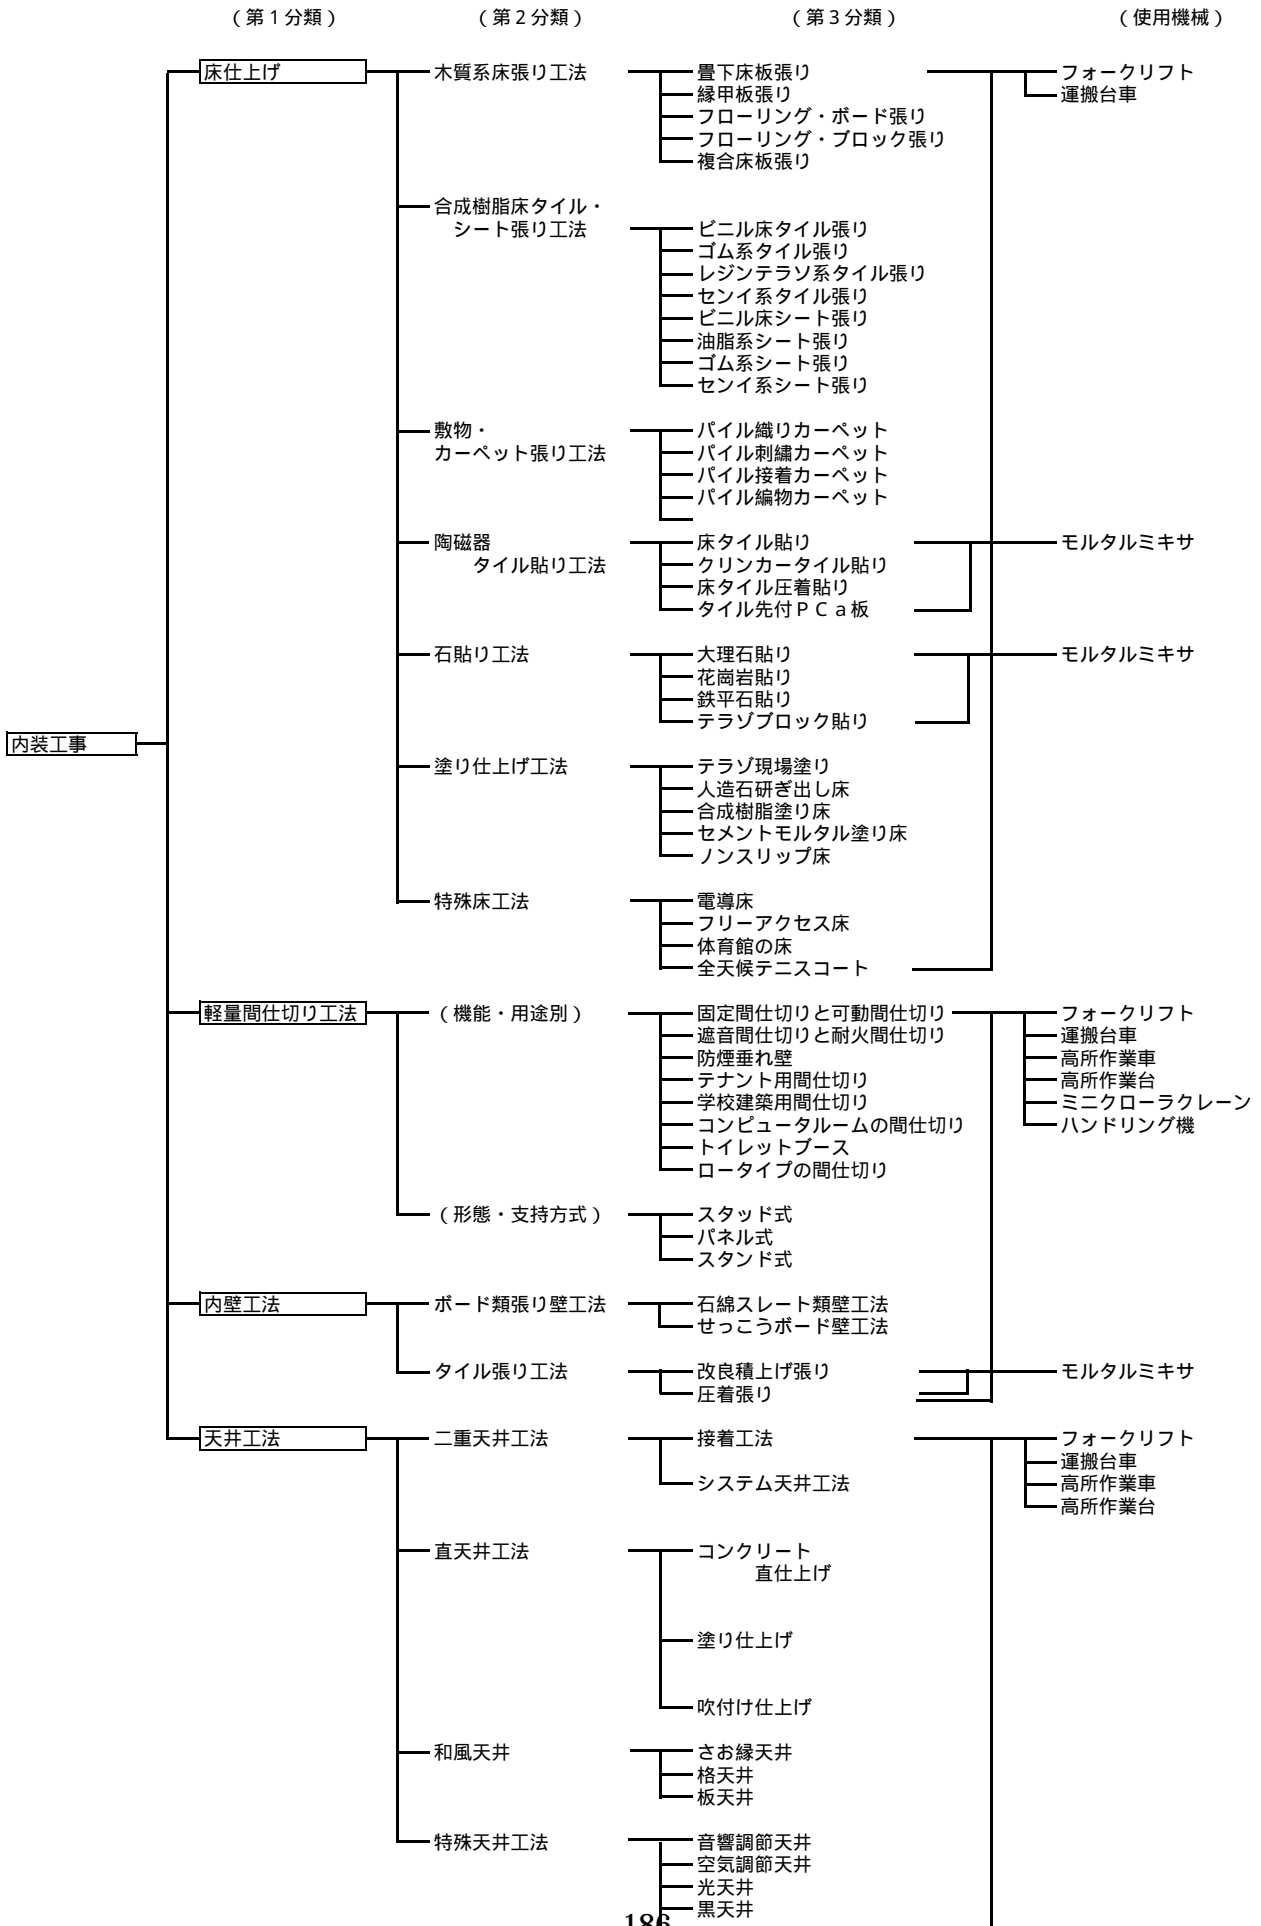 （第１分類）　（第２分類）　（第３分類）　（使用機械）
床仕上げ　木質系床張り工法　畳下床板張り　フォークリフト
縁甲板張り　運搬台車
フローリング・ボード張り
フローリング・ブロック張り
複合床板張り
合成樹脂床タイル・
シート張り工法　ビニル床タイル張り
ゴム系タイル張り
レジンテラソ系タイル張り
センイ系タイル張り
ビニル床シート張り
油脂系シート張り
ゴム系シート張り
センイ系シート張り
敷物・　パイル織りカーペット
カーペット張り工法　パイル刺繍カーペット
パイル接着カーペット
パイル編物カーペット
陶磁器　床タイル貼り　モルタルミキサ
タイル貼り工法　クリンカータイル貼り
床タイル圧着貼り
タイル先付ＰＣａ板
石貼り工法　大理石貼り　モルタルミキサ
花崗岩貼り
鉄平石貼り
テラゾブロック貼り
内装工事
塗り仕上げ工法　テラゾ現場塗り
人造石研ぎ出し床
合成樹脂塗り床
セメントモルタル塗り床
ノンスリップ床
特殊床工法　電導床
フリーアクセス床
体育館の床
全天候テニスコート
軽量間仕切り工法　（機能・用途別）　固定間仕切りと可動間仕切り　フォークリフト
遮音間仕切りと耐火間仕切り　運搬台車
防煙垂れ壁　高所作業車
テナント用間仕切り　高所作業台
学校建築用間仕切り　ミニクローラクレーン
コンピュータルームの間仕切り　ハンドリング機
トイレットブース
ロータイプの間仕切り
（形態・支持方式）　スタッド式
パネル式
スタンド式
内壁工法　ボード類張り壁工法　石綿スレート類壁工法
せっこうボード壁工法
タイル張り工法　改良積上げ張り　モルタルミキサ
圧着張り
天井工法　二重天井工法　接着工法　フォークリフト
運搬台車
システム天井工法　高所作業車
高所作業台
直天井工法　コンクリート
直仕上げ
塗り仕上げ
吹付け仕上げ
和風天井　さお縁天井
格天井
板天井
特殊天井工法　音響調節天井
空気調節天井
光天井
黒天井
186